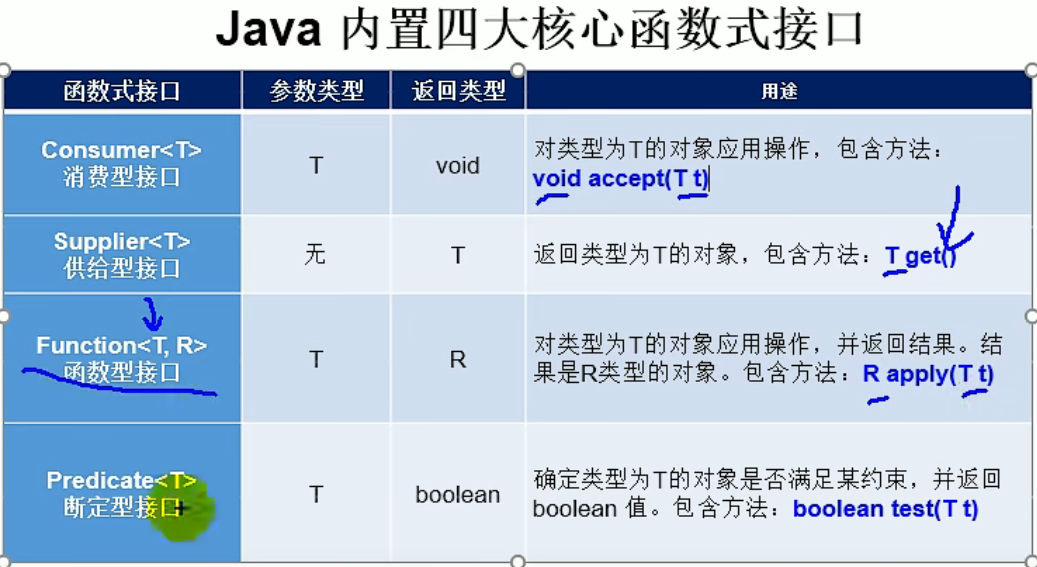 Java 内置四大核心函数式接口
函数式接口 参数类型 返回类型 用途
Consumer<T>
消费型接口
T
void
对类型为T的对象应用操作，包含方法：
void accept(T t)
Supplier<T>
供给型接口
无
T
返回类型为T的对象，包含方法：T get()
Function<T, R>
函数型接口
T
R
对类型为T的对象应用操作，并返回结果。结
果是R类型的对象。包含方法：R apply(T t)
Predicate<T>
断定型接口
T
boolean
确定类型为T的对象是否满足某约束，并返回
boolean 值。包含方法：boolean test(T t)